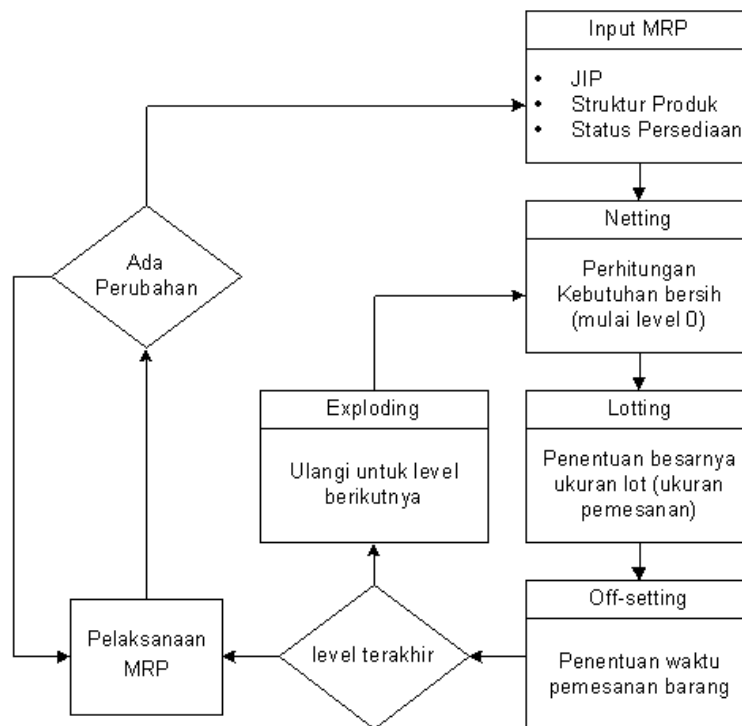 Input MRP
• JIP
• Struktur Produk
• Status Persediaan
Netting
Perhitungan
Kebutuhan bersih
(mulai level 0)
Lotting
Penentuan besarnya
ukuran lot (ukuran
pemesanan)
Off-setting
Penentuan waktu
pemesanan barang
level terakhir
Exploding
Ulangi untuk level
berikutnya
Pelaksanaan
MRP
Ada
Perubahan